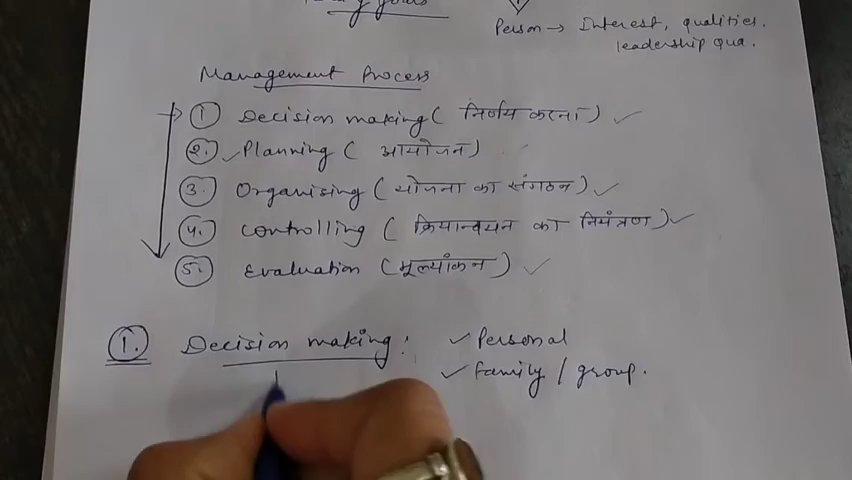 goals
Person → Interest, qualities.
leadership qua.
Management Process
① Decision making ( निर्णय करना ) ✓
②. ✓ Planning ( आयोजन )
③. Organising ( योजना का संगठन ) ✓
④. Controlling ( क्रियान्वयन का नियंत्रण ) ✓
⑤. Evaluation ( मूल्यांकन ) ✓
①. Decision making : ✓ Personal
✓ Family / group.